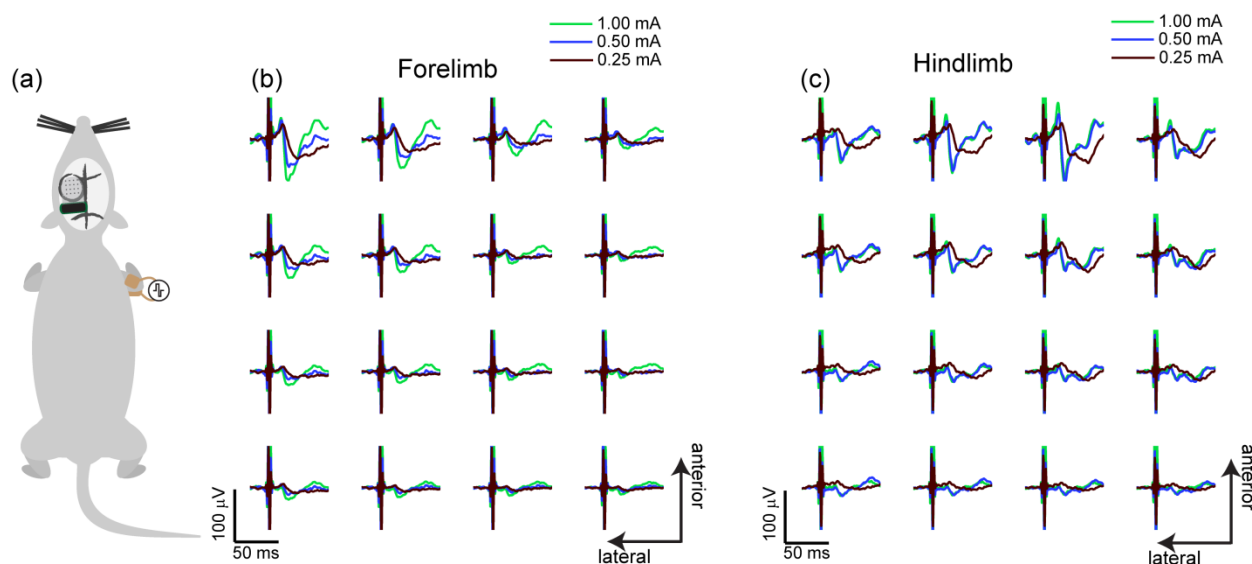 (a)
(b)
Forelimb
1.00 mA
0.50 mA
0.25 mA
100 µV
50 ms
anterior
lateral
(c)
Hindlimb
1.00 mA
0.50 mA
0.25 mA
100 µV
50 ms
anterior
lateral